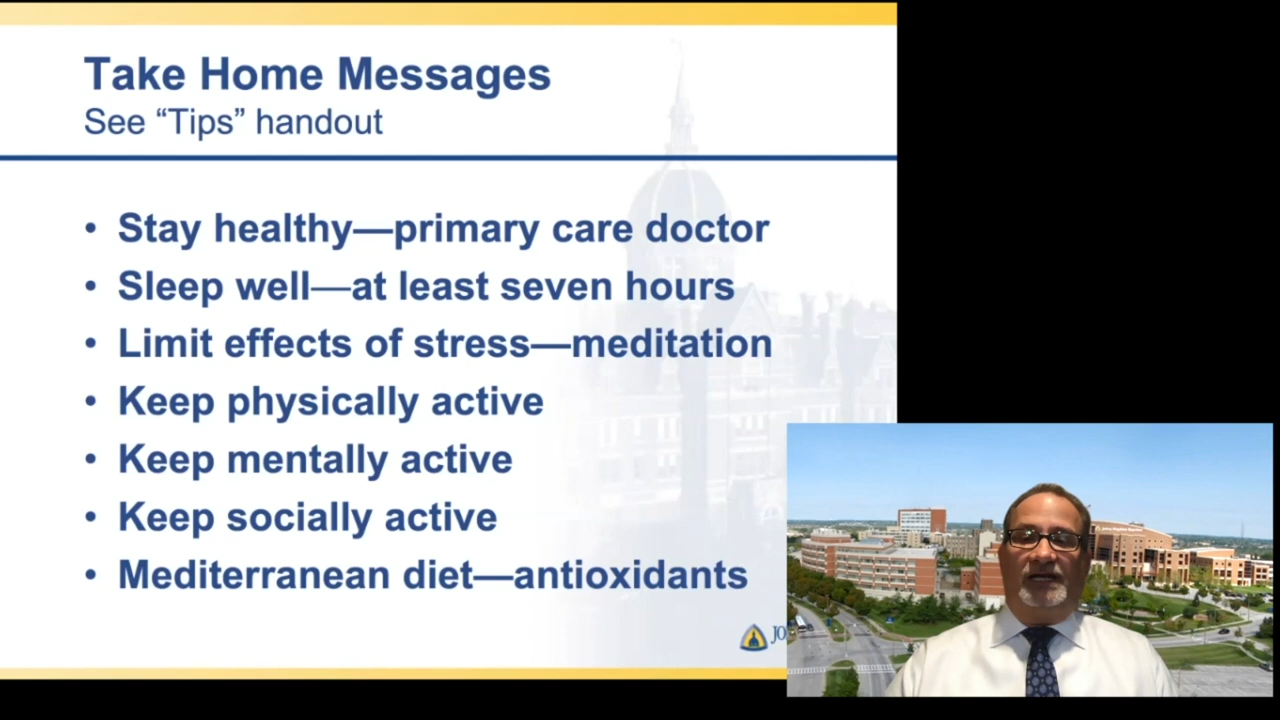 Take Home Messages
See “Tips” handout
• Stay healthy—primary care doctor
• Sleep well—at least seven hours
• Limit effects of stress—meditation
• Keep physically active
• Keep mentally active
• Keep socially active
• Mediterranean diet—antioxidants